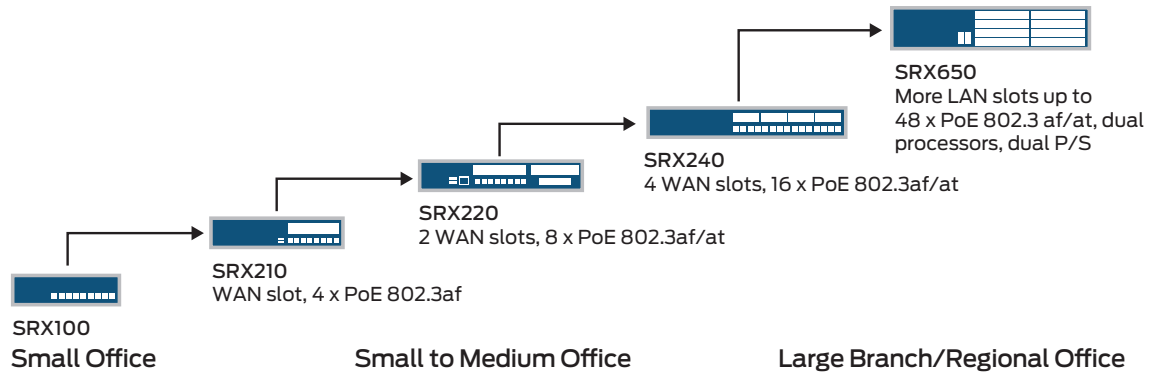 SRX650
More LAN slots up to
48 x PoE 802.3 af/at, dual
processors, dual P/S
SRX240
4 WAN slots, 16 x PoE 802.3af/at
SRX220
2 WAN slots, 8 x PoE 802.3af/at
SRX210
WAN slot, 4 x PoE 802.3af
SRX100
Small Office
Small to Medium Office
Large Branch/Regional Office